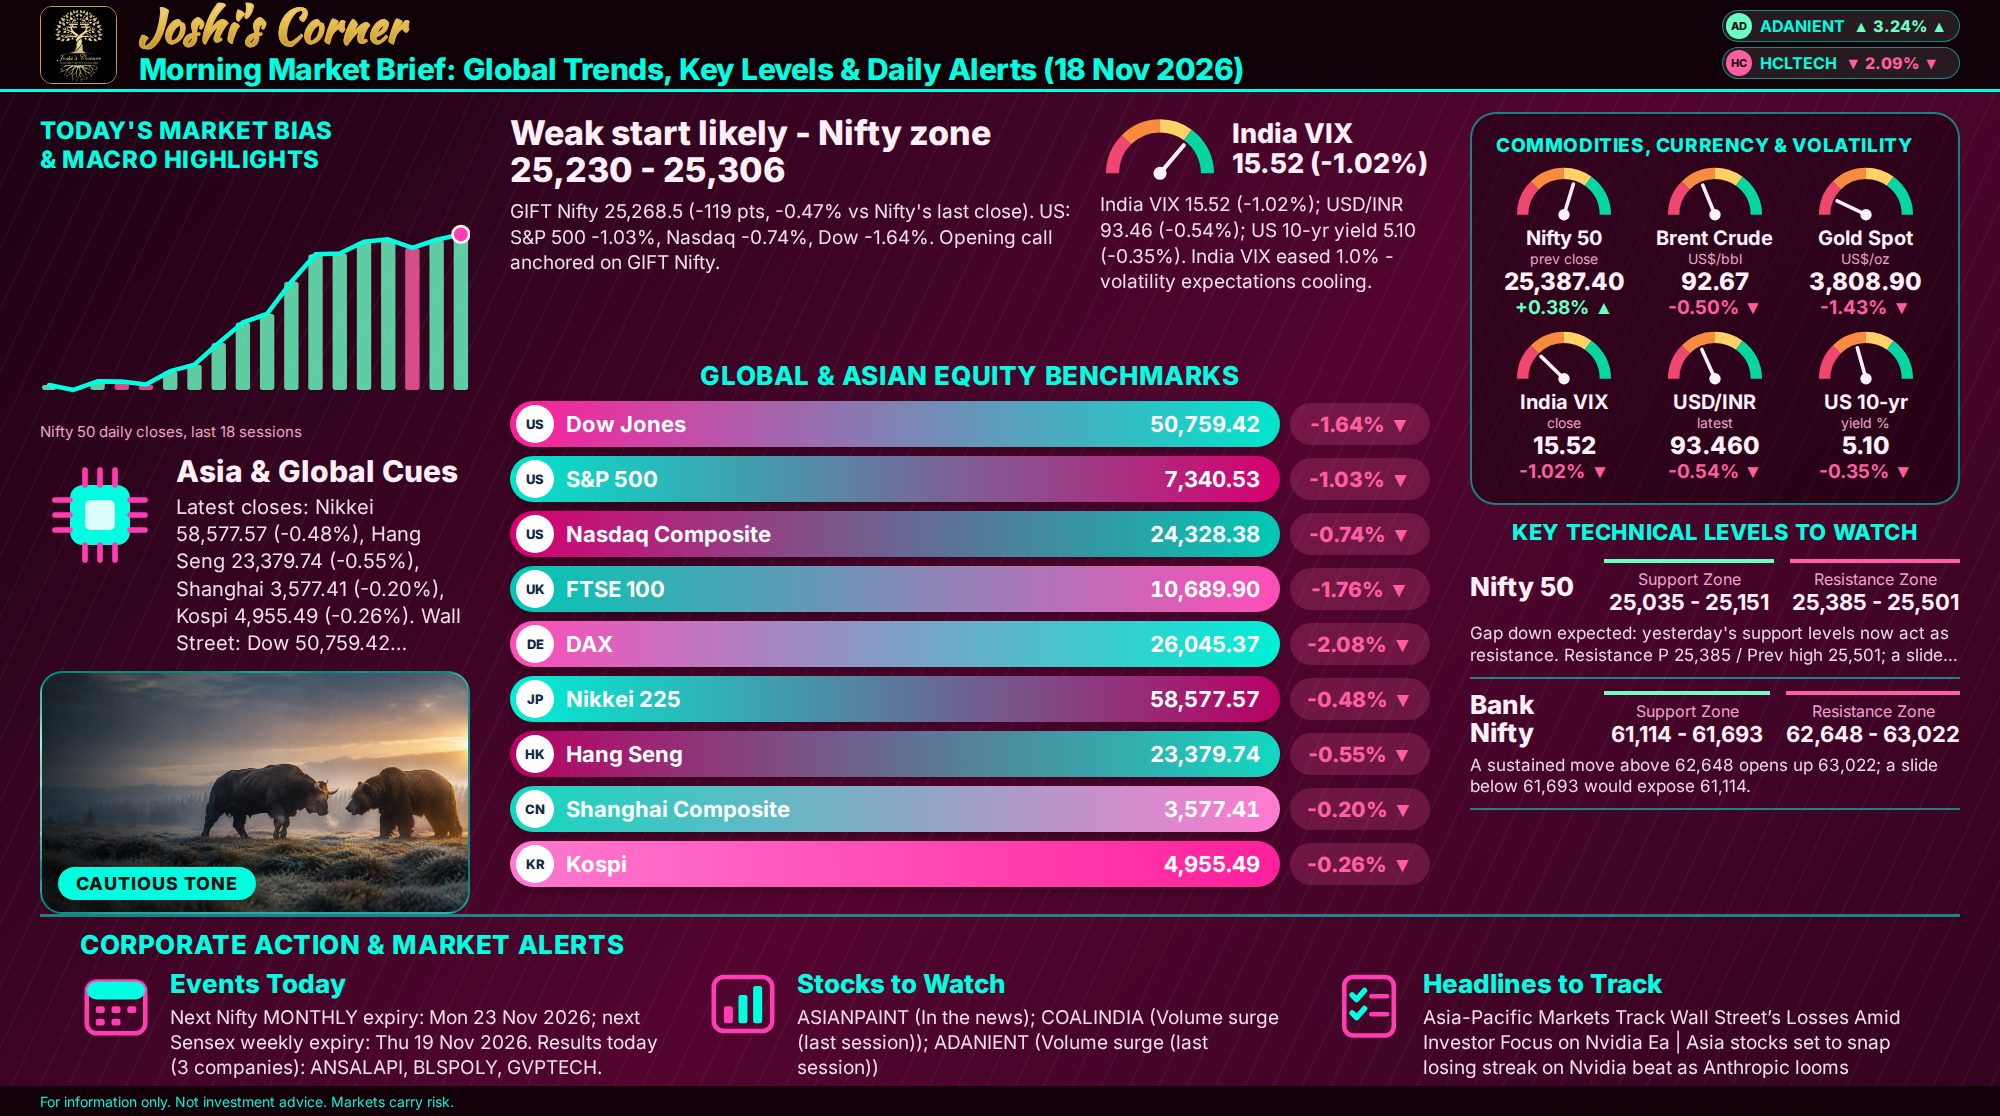 Joshi's Corner
Joshi's Corner
Morning Market Brief: Global Trends, Key Levels & Daily Alerts (18 Nov 2026)
AD ADANIENT ▲ 3.24% ▲
HC HCLTECH ▼ 2.09% ▼
TODAY'S MARKET BIAS
& MACRO HIGHLIGHTS
Nifty 50 daily closes, last 18 sessions
Asia & Global Cues
Latest closes: Nikkei
58,577.57 (-0.48%), Hang
Seng 23,379.74 (-0.55%),
Shanghai 3,577.41 (-0.20%),
Kospi 4,955.49 (-0.26%). Wall
Street: Dow 50,759.42...
CAUTIOUS TONE
Weak start likely - Nifty zone
25,230 - 25,306
GIFT Nifty 25,268.5 (-119 pts, -0.47% vs Nifty's last close). US:
S&P 500 -1.03%, Nasdaq -0.74%, Dow -1.64%. Opening call
anchored on GIFT Nifty.
India VIX
15.52 (-1.02%)
India VIX 15.52 (-1.02%); USD/INR
93.46 (-0.54%); US 10-yr yield 5.10
(-0.35%). India VIX eased 1.0% -
volatility expectations cooling.
GLOBAL & ASIAN EQUITY BENCHMARKS
US Dow Jones 50,759.42 -1.64% ▼
US S&P 500 7,340.53 -1.03% ▼
US Nasdaq Composite 24,328.38 -0.74% ▼
UK FTSE 100 10,689.90 -1.76% ▼
DE DAX 26,045.37 -2.08% ▼
JP Nikkei 225 58,577.57 -0.48% ▼
HK Hang Seng 23,379.74 -0.55% ▼
CN Shanghai Composite 3,577.41 -0.20% ▼
KR Kospi 4,955.49 -0.26% ▼
COMMODITIES, CURRENCY & VOLATILITY
Nifty 50 Brent Crude Gold Spot
prev close US$/bbl US$/oz
25,387.40 92.67 3,808.90
+0.38% ▲ -0.50% ▼ -1.43% ▼
India VIX USD/INR US 10-yr
close latest yield %
15.52 93.460 5.10
-1.02% ▼ -0.54% ▼ -0.35% ▼
KEY TECHNICAL LEVELS TO WATCH
Nifty 50
Support Zone Resistance Zone
25,035 - 25,151 25,385 - 25,501
Gap down expected: yesterday's support levels now act as
resistance. Resistance P 25,385 / Prev high 25,501; a slide...
Bank
Nifty
Support Zone Resistance Zone
61,114 - 61,693 62,648 - 63,022
A sustained move above 62,648 opens up 63,022; a slide
below 61,693 would expose 61,114.
CORPORATE ACTION & MARKET ALERTS
Events Today
Next Nifty MONTHLY expiry: Mon 23 Nov 2026; next
Sensex weekly expiry: Thu 19 Nov 2026. Results today
(3 companies): ANSALAPI, BLSPOLY, GVPTECH.
Stocks to Watch
ASIANPAINT (In the news); COALINDIA (Volume surge
(last session)); ADANIENT (Volume surge (last
session))
Headlines to Track
Asia-Pacific Markets Track Wall Street’s Losses Amid
Investor Focus on Nvidia Ea | Asia stocks set to snap
losing streak on Nvidia beat as Anthropic looms
For information only. Not investment advice. Markets carry risk.